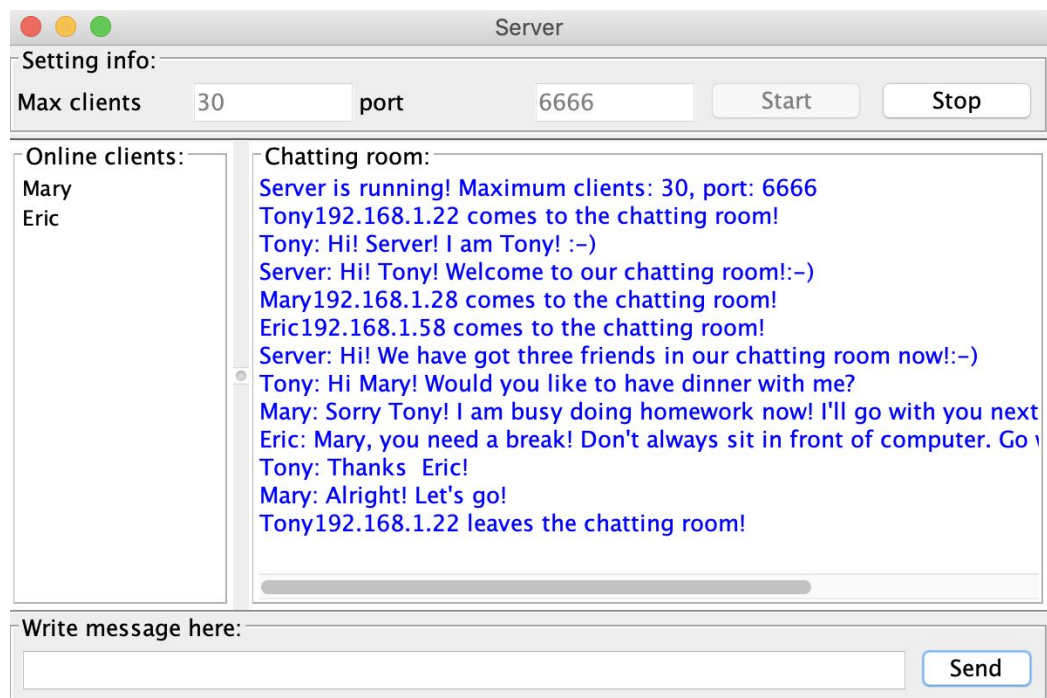 Server
Setting info:
Max clients 30 port 6666 Start Stop
Online clients:
Mary
Eric
Chatting room:
Server is running! Maximum clients: 30, port: 6666
Tony192.168.1.22 comes to the chatting room!
Tony: Hi! Server! I am Tony! :-)
Server: Hi! Tony! Welcome to our chatting room!:-)
Mary192.168.1.28 comes to the chatting room!
Eric192.168.1.58 comes to the chatting room!
Server: Hi! We have got three friends in our chatting room now!:-)
Tony: Hi Mary! Would you like to have dinner with me?
Mary: Sorry Tony! I am busy doing homework now! I'll go with you next
Eric: Mary, you need a break! Don't always sit in front of computer. Go
Tony: Thanks  Eric!
Mary: Alright! Let's go!
Tony192.168.1.22 leaves the chatting room!
Write message here:
Send